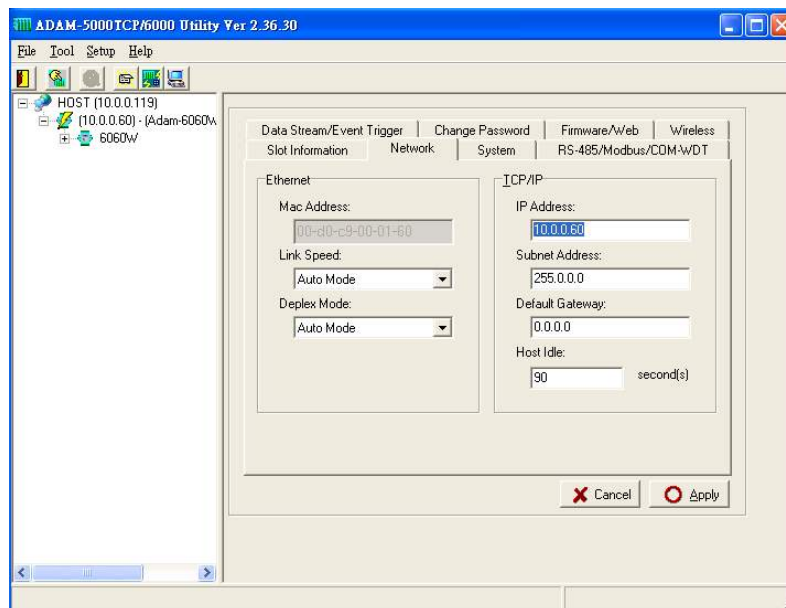 ADAM-5000TCP/6000 Utility Ver 2.36.30
File Tool Setup Help
HOST (10.0.0.119)
(10.0.0.60) - (Adam-6060W
6060W
Data Stream/Event Trigger Change Password Firmware/Web Wireless
Slot Information Network System RS-485/Modbus/COM-WDT
Ethernet
Mac Address:
00-d0-c9-00-01-60
Link Speed:
Auto Mode
Deplex Mode:
Auto Mode
TCP/IP
IP Address:
10.0.0.60
Subnet Address:
255.0.0.0
Default Gateway:
0.0.0.0
Host Idle:
90 second(s)
Cancel Apply